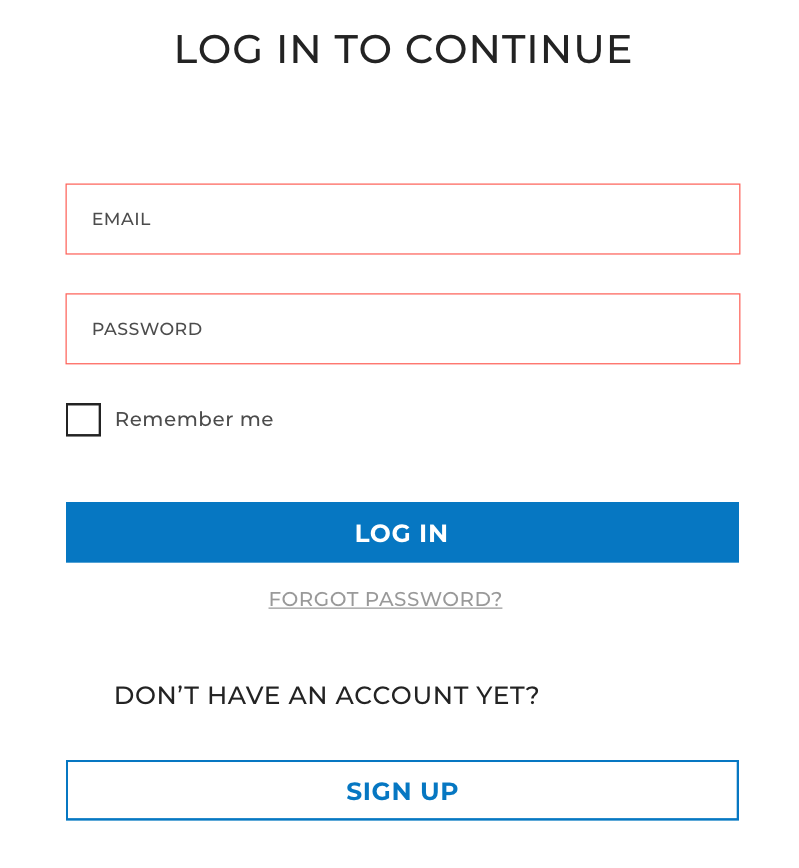 LOG IN TO CONTINUE
EMAIL
PASSWORD
Remember me
LOG IN
FORGOT PASSWORD?
DON’T HAVE AN ACCOUNT YET?
SIGN UP